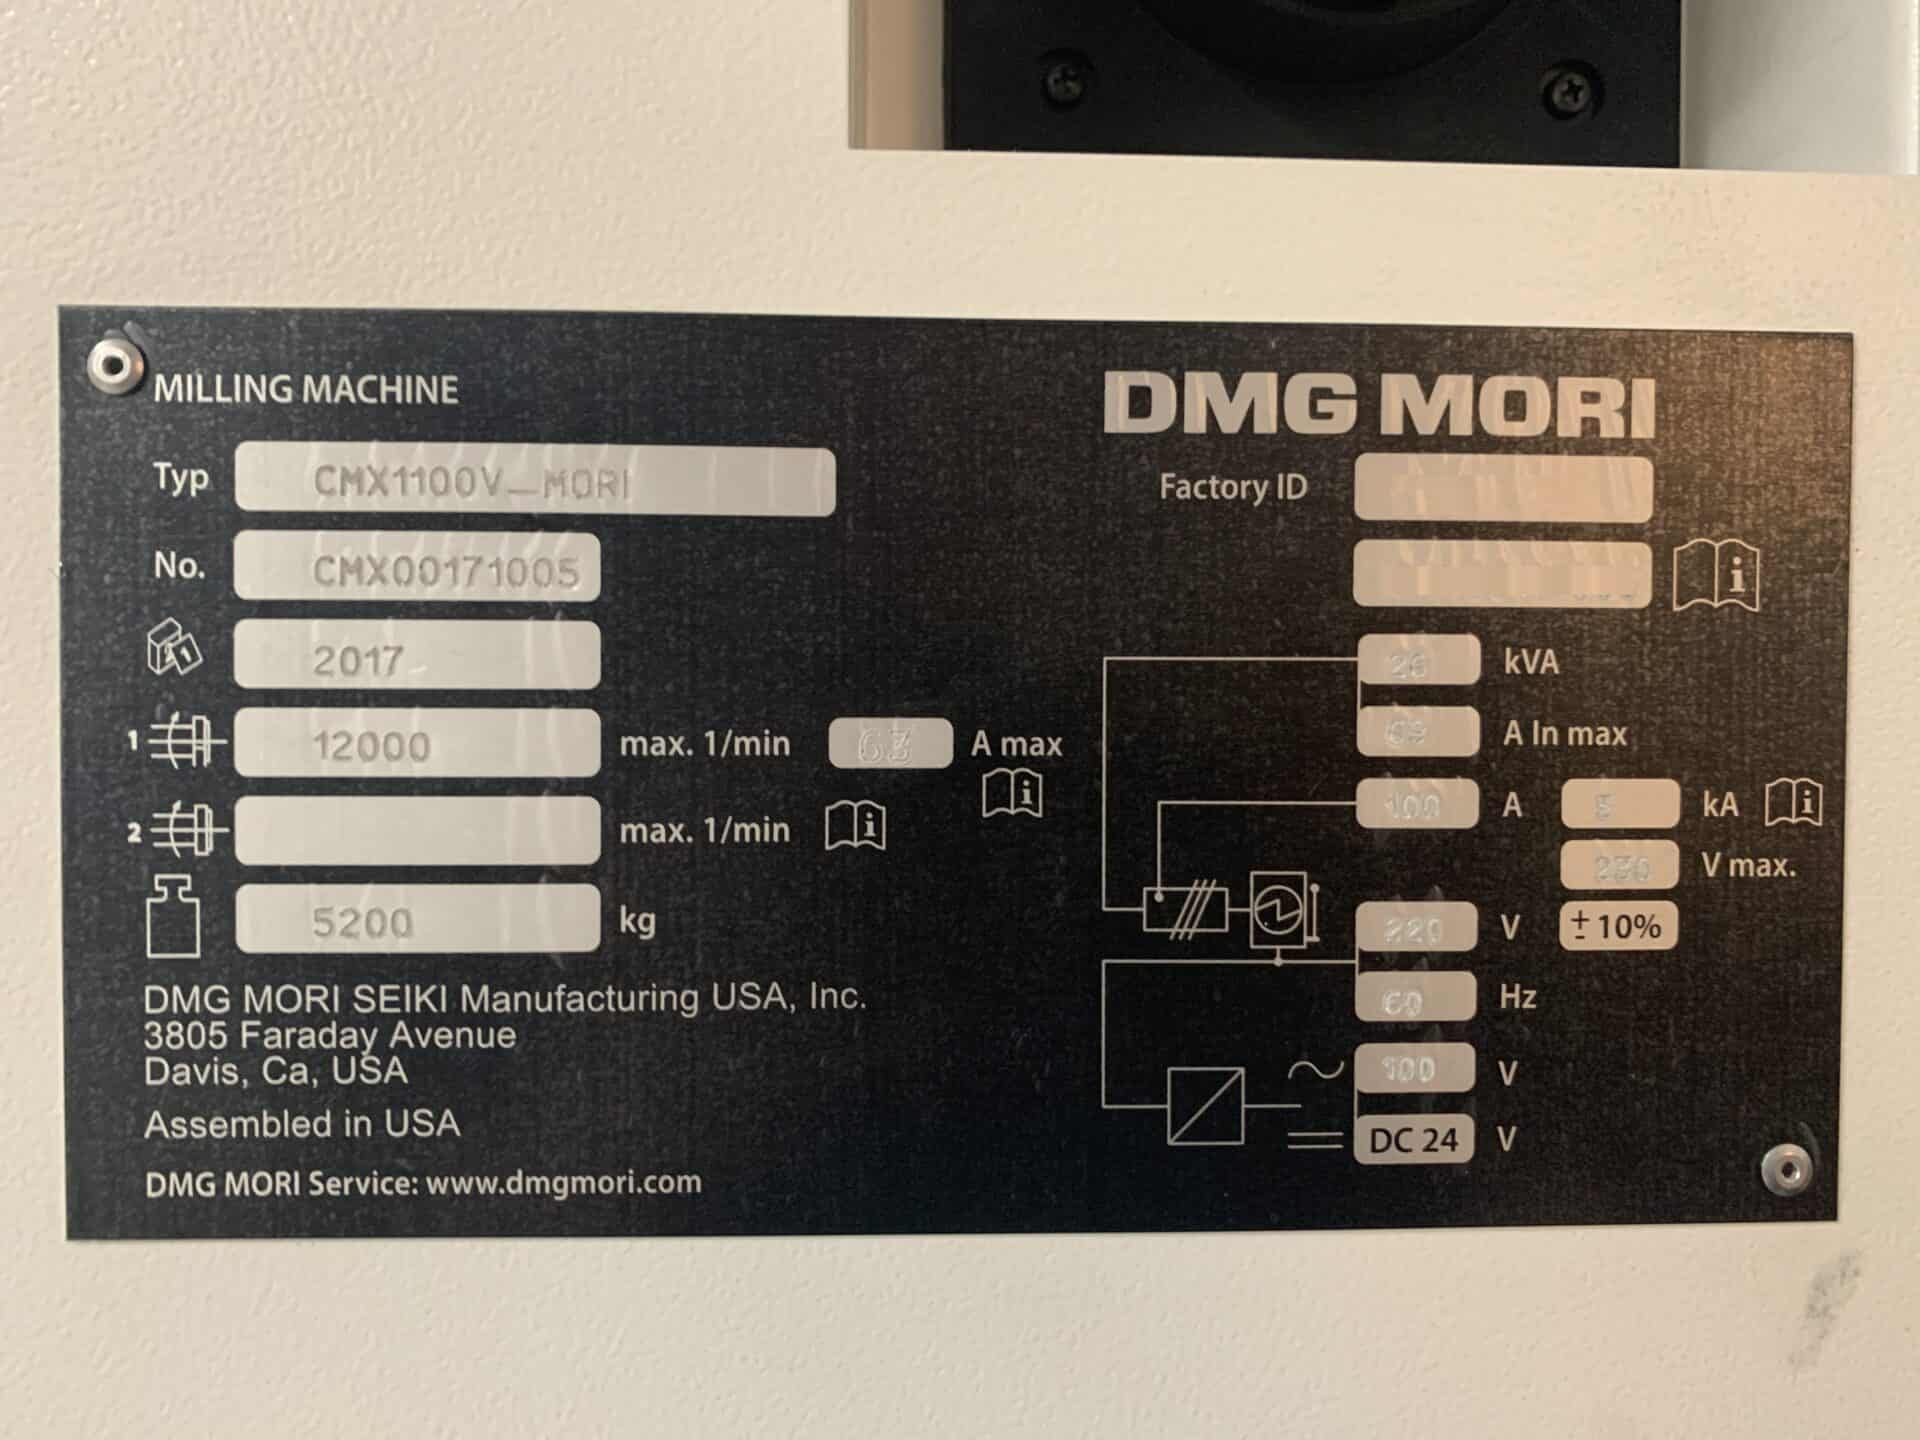 MILLING MACHINE
DMG MORI
Typ CMX1100V_MORI
Factory ID
No. CMX00171005
i
2017
kVA
1 12000 max. 1/min A max
A In max
i
2 max. 1/min i
100 A 5 kA i
230 V max.
5200 kg
220 V ± 10%
60 Hz
100 V
DC 24 V
DMG MORI SEIKI Manufacturing USA, Inc.
3805 Faraday Avenue
Davis, Ca, USA
Assembled in USA
DMG MORI Service: www.dmgmori.com